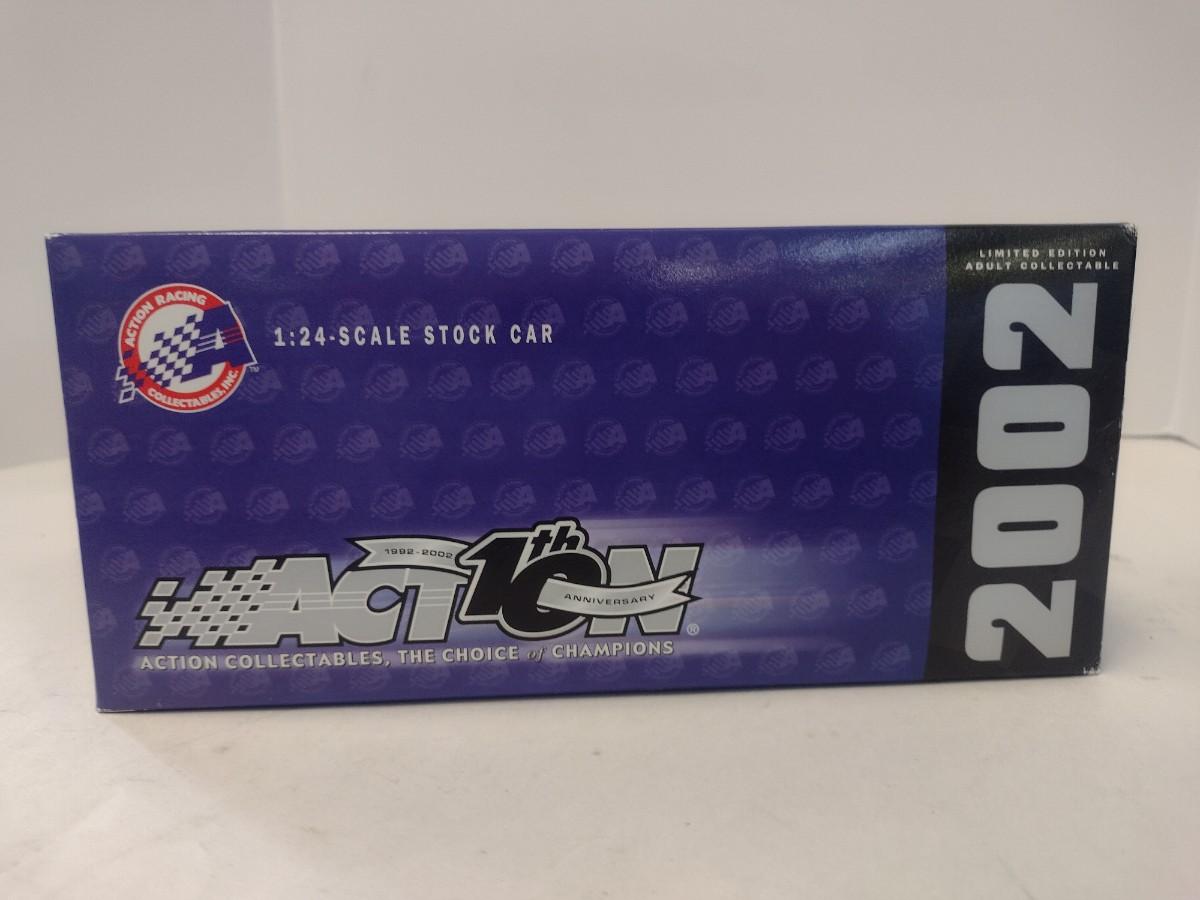 ACTION RACING
COLLECTABLES, INC.
TM
1:24-SCALE STOCK CAR
LIMITED EDITION
ADULT COLLECTABLE
2002
1992-2002
10th
ACTION
ANNIVERSARY
®
ACTION COLLECTABLES, THE CHOICE of CHAMPIONS